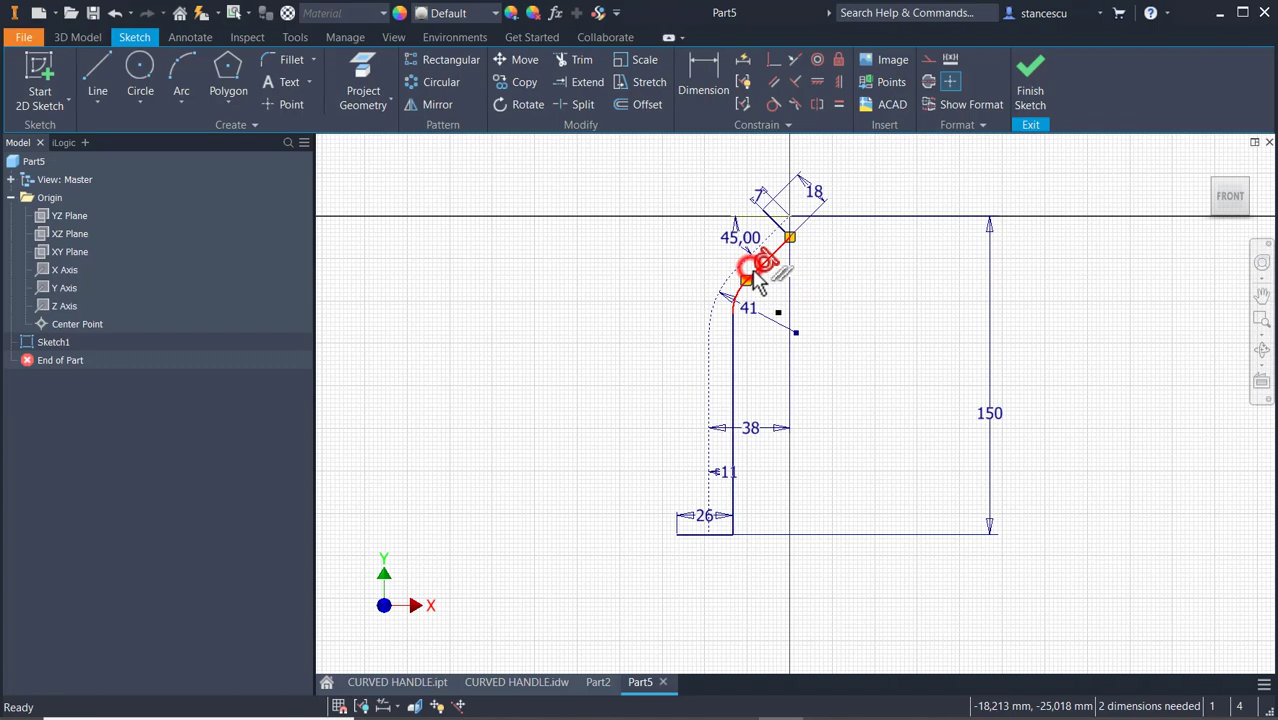 Material
Default
Part5
Search Help & Commands...
stancescu
File
3D Model
Sketch
Annotate
Inspect
Tools
Manage
View
Environments
Get Started
Collaborate
Start
2D Sketch
Line
Circle
Arc
Polygon
Fillet
Text
Point
Project
Geometry
Rectangular
Circular
Mirror
Move
Copy
Rotate
Trim
Extend
Split
Scale
Stretch
Offset
Dimension
Image
Points
ACAD
Show Format
Finish
Sketch
Sketch
Create
Pattern
Modify
Constrain
Insert
Format
Exit
Model
iLogic
Part5
View: Master
Origin
YZ Plane
XZ Plane
XY Plane
X Axis
Y Axis
Z Axis
Center Point
Sketch1
End of Part
FRONT
7
18
45,00
41
38
11
26
150
Y
X
CURVED HANDLE.ipt
CURVED HANDLE.idw
Part2
Part5
Ready
-18,213 mm, -25,018 mm
2 dimensions needed
1
4